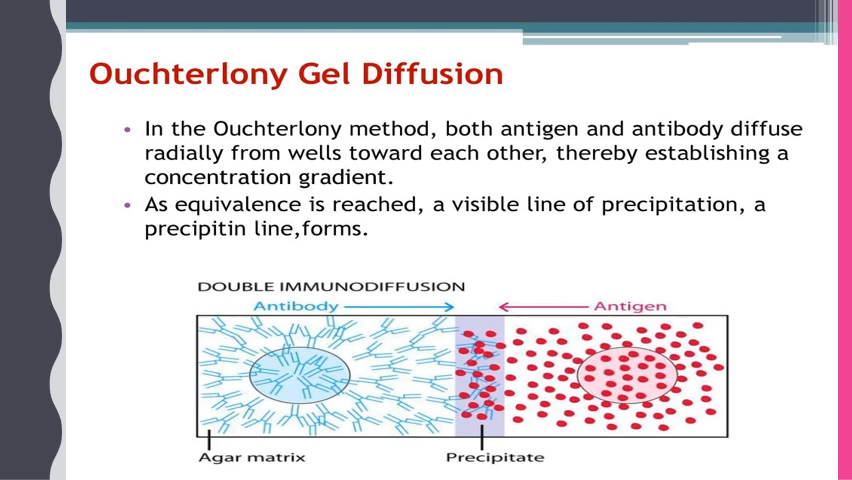 Ouchterlony Gel Diffusion
• In the Ouchterlony method, both antigen and antibody diffuse
radially from wells toward each other, thereby establishing a
concentration gradient.
• As equivalence is reached, a visible line of precipitation, a
precipitin line,forms.
DOUBLE IMMUNODIFFUSION
Antibody Antigen
Agar matrix Precipitate